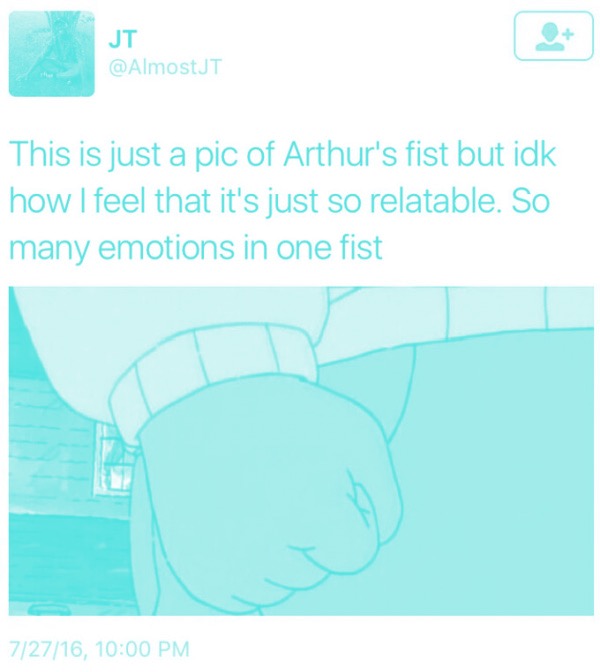 JT
@AlmostJT
This is just a pic of Arthur's fist but idk
how I feel that it's just so relatable. So
many emotions in one fist
7/27/16, 10:00 PM